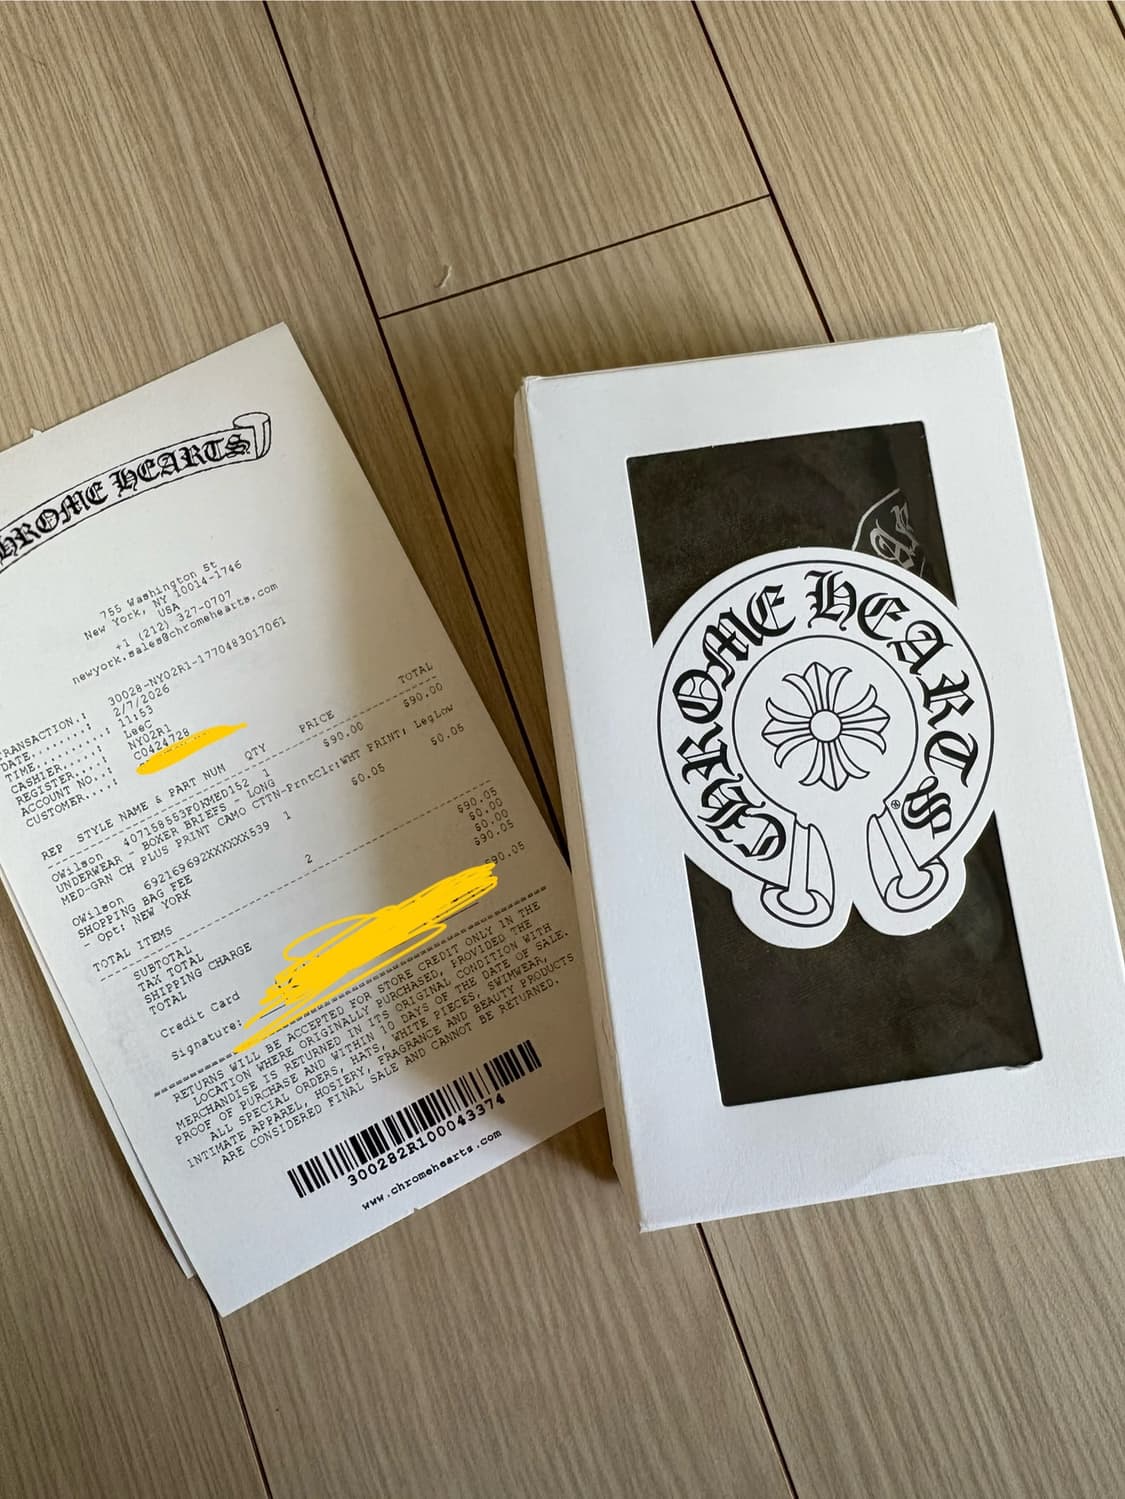 CHROME HEARTS
755 Washington St
New York, NY 10014-1746
USA
+1 (212) 327-0707
newyork.sales@chromehearts.com
TRANSACTION.: 30028-NY02R1-1770483017061
DATE........: 2/7/2026
TIME........: 11:53
CASHIER.....: LeeC
REGISTER....: NY02R1
ACCOUNT NO..: C0424728
CUSTOMER....:
REP STYLE NAME & PART NUM QTY PRICE TOTAL
OWilson 407158553F0KMED152 1 $90.00 $90.00
UNDERWEAR - BOXER BRIEFS - LONG
MED-GRN CH PLUS PRINT CAMO CTTN-PrntClr:WHT PRINT; LegLow
OWilson 692169692XXXXXXX539 1 $0.05 $0.05
SHOPPING BAG FEE
- Opt: NEW YORK
TOTAL ITEMS 2
SUBTOTAL $90.05
TAX TOTAL $0.00
SHIPPING CHARGE $0.00
TOTAL $90.05
Credit Card $90.05
Signature:
RETURNS WILL BE ACCEPTED FOR STORE CREDIT ONLY IN THE
LOCATION WHERE ORIGINALLY PURCHASED, PROVIDED THE
MERCHANDISE IS RETURNED IN ITS ORIGINAL CONDITION WITH
PROOF OF PURCHASE AND WITHIN 10 DAYS OF THE DATE OF SALE.
ALL SPECIAL ORDERS, HATS, WHITE PIECES, SWIMWEAR,
INTIMATE APPAREL, HOSIERY, FRAGRANCE AND BEAUTY PRODUCTS
ARE CONSIDERED FINAL SALE AND CANNOT BE RETURNED.
300282R100043374
www.chromehearts.com
CHROME HEARTS
®